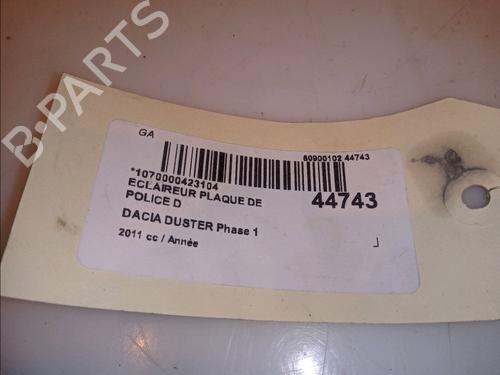 B-PARTS
GA
80900102 44743
*1070000423104
ECLAIREUR PLAQUE DE
POLICE D
44743
DACIA DUSTER Phase 1
2011 cc / Année